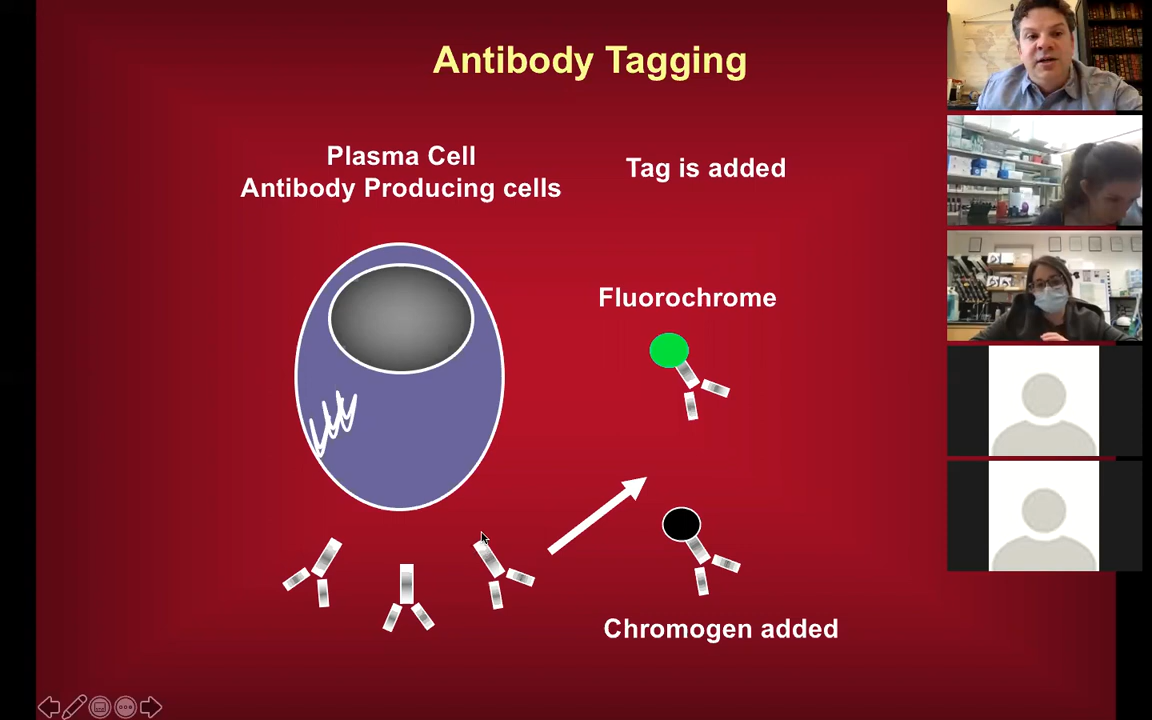 Antibody Tagging
Plasma Cell
Antibody Producing cells
Tag is added
Fluorochrome
Chromogen added